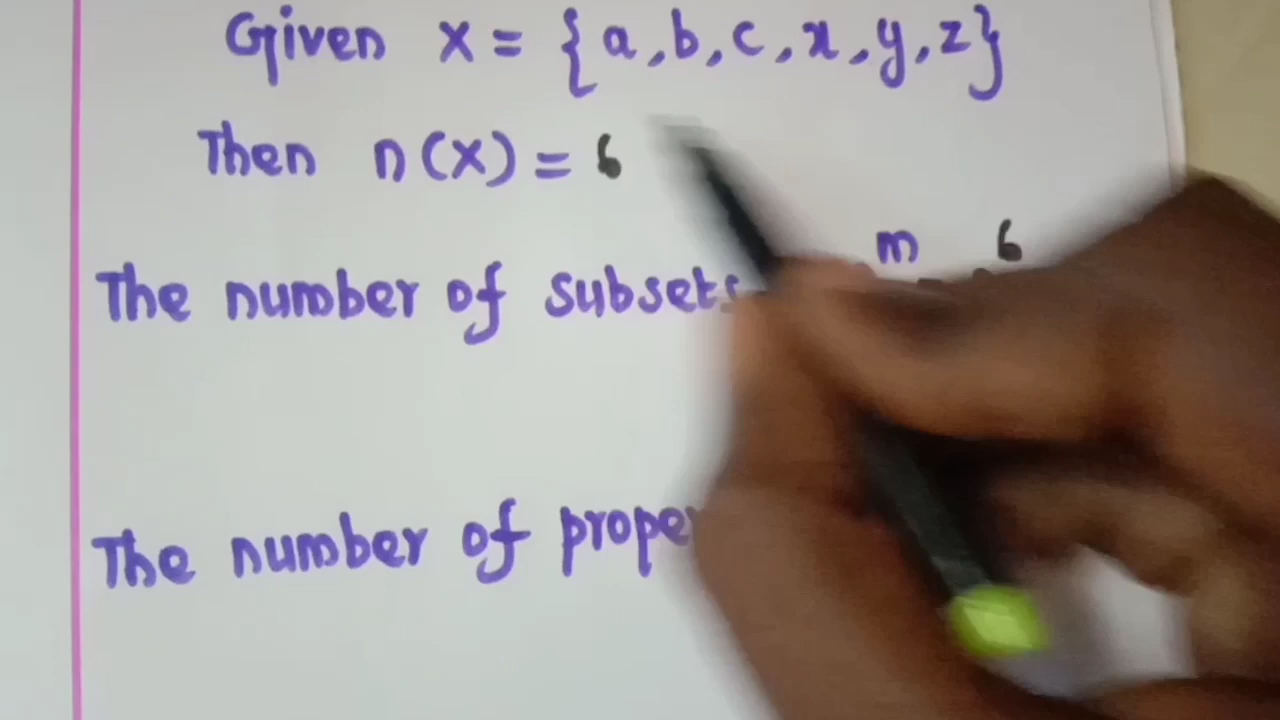 Given X = {a, b, c, x, y, z}
Then n(X) = 6
The number of subsets m 6
The number of proper